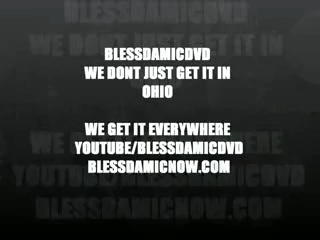 BLESSDAMICDVD
WE DONT JUST GET IT IN
OHIO
WE GET IT EVERYWHERE
YOUTUBE/BLESSDAMICDVD
BLESSDAMICNOW.COM